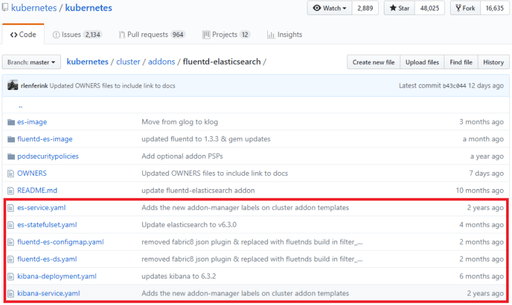 kubernetes / kubernetes
Watch 2,889 Star 48,025 Fork 16,635
Code Issues 2,134 Pull requests 964 Projects 12 Insights
Branch: master kubernetes / cluster / addons / fluentd-elasticsearch / Create new file Upload files Find file History
rlenferink Updated OWNERS files to include link to docs Latest commit b43c044 12 days ago
..
es-image Move from glog to klog 3 months ago
fluentd-es-image updated fluentd to 1.3.3 & gem updates a month ago
podsecuritypolicies Add optional addon PSPs a year ago
OWNERS Updated OWNERS files to include link to docs 7 days ago
README.md update fluentd-elasticsearch addon 10 months ago
es-service.yaml Adds the new addon-manager labels on cluster addon templates 2 years ago
es-statefulset.yaml Update elasticsearch to v6.3.0 4 months ago
fluentd-es-configmap.yaml removed fabric8 json plugin & replaced with fluetnds build in filter_... 2 months ago
fluentd-es-ds.yaml removed fabric8 json plugin & replaced with fluetnds build in filter_... 2 months ago
kibana-deployment.yaml updates kibana to 6.3.2 6 months ago
kibana-service.yaml Adds the new addon-manager labels on cluster addon templates 2 years ago